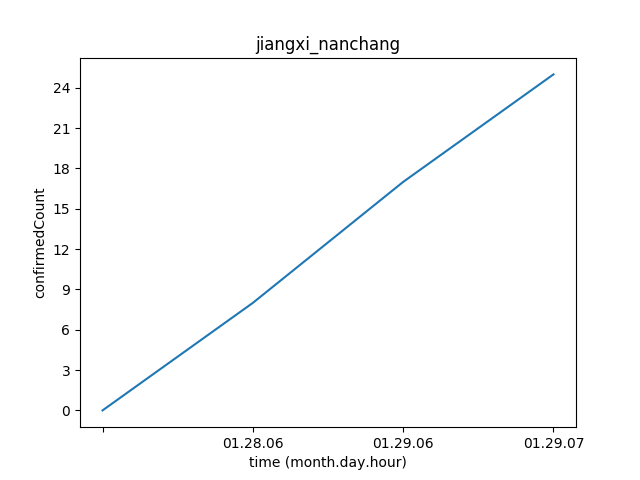 jiangxi_nanchang
confirmedCount
24
21
18
15
12
9
6
3
0
01.28.06 01.29.06 01.29.07
time (month.day.hour)